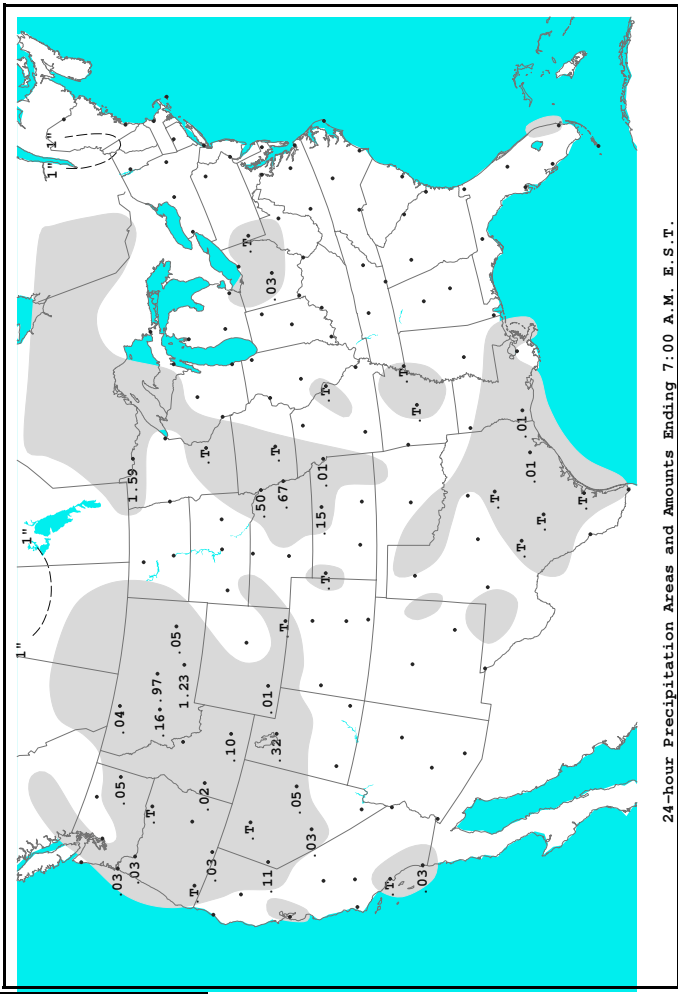 24-hour Precipitation Areas and Amounts Ending 7:00 A.M. E.S.T.
1"
1"
1"
1"
T
.03
T
T
T
.01
.01
T
T
T
T
1.59
T
T
.01
.67
.50
.15
T
T
.05
.97
1.23
.16
.04
.01
.10
.32
.05
.02
T
.05
T
.03
.03
.03
.03
T
.11
T
.03